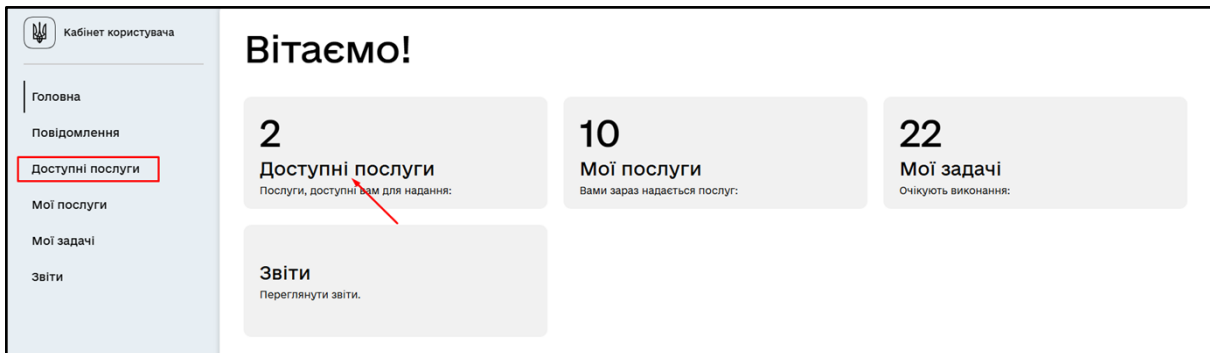 Кабінет користувача
Головна
Повідомлення
Доступні послуги
Мої послуги
Мої задачі
Звіти
Вітаємо!
2
Доступні послуги
Послуги, доступні вам для надання:
10
Мої послуги
Вами зараз надається послуг:
22
Мої задачі
Очікують виконання:
Звіти
Переглянути звіти.